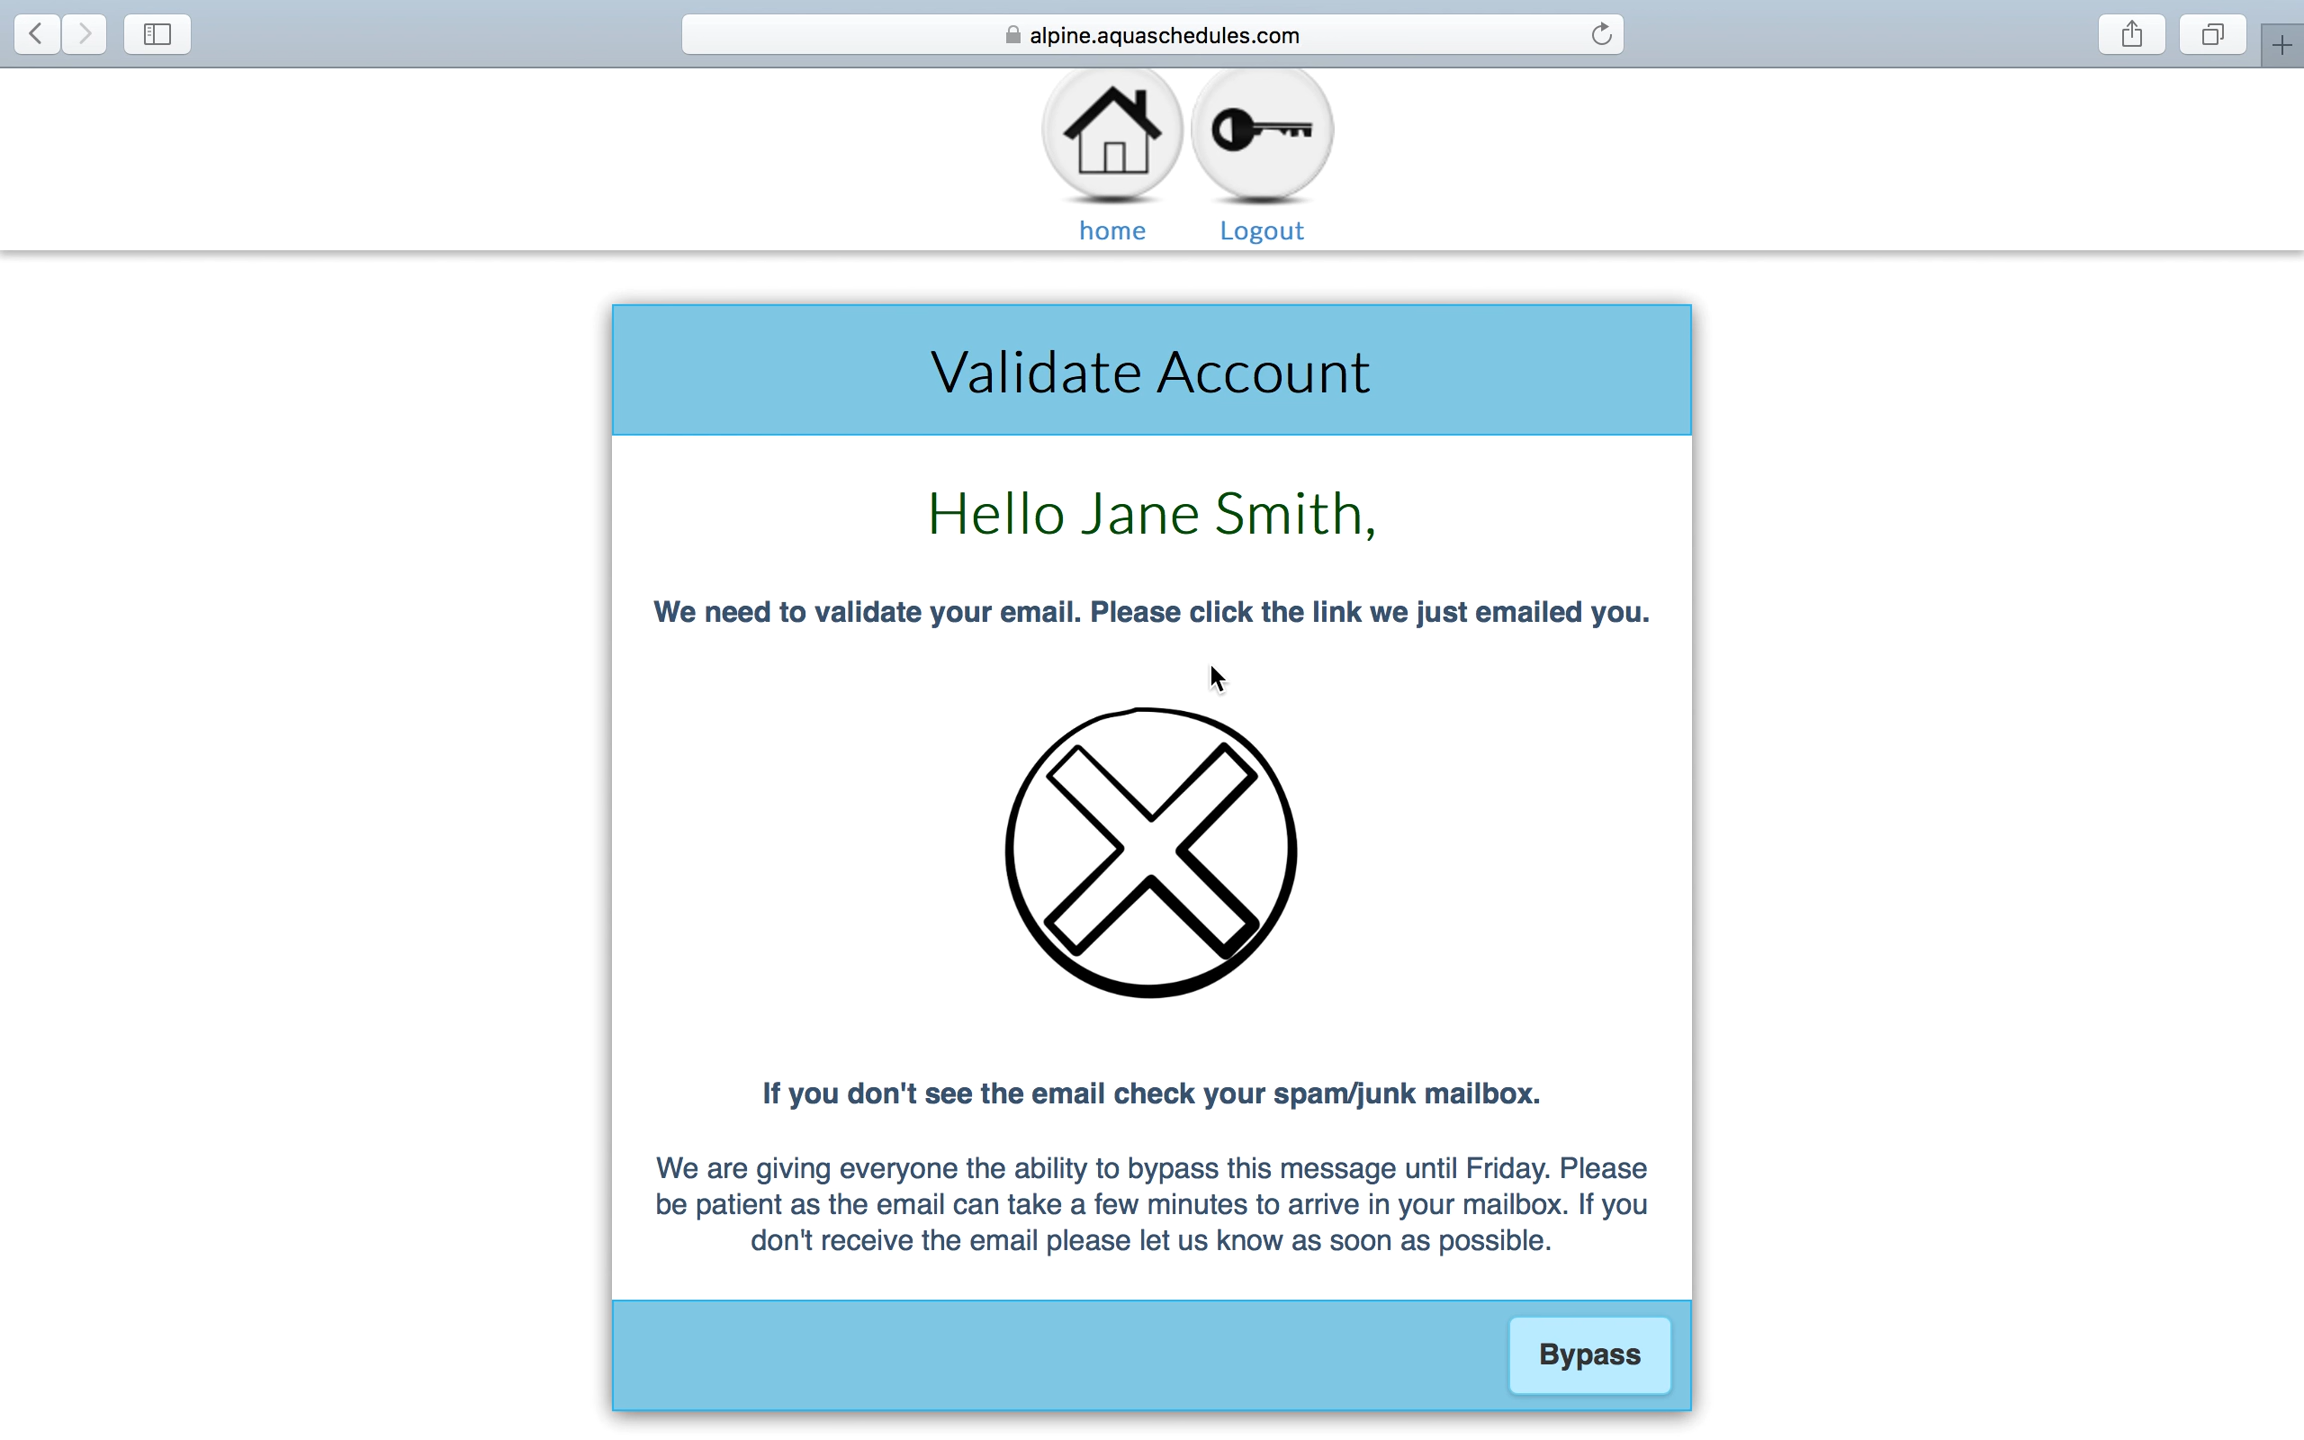 alpine.aquaschedules.com
home Logout
Validate Account
Hello Jane Smith,
We need to validate your email. Please click the link we just emailed you.
If you don't see the email check your spam/junk mailbox.
We are giving everyone the ability to bypass this message until Friday. Please
be patient as the email can take a few minutes to arrive in your mailbox. If you
don't receive the email please let us know as soon as possible.
Bypass